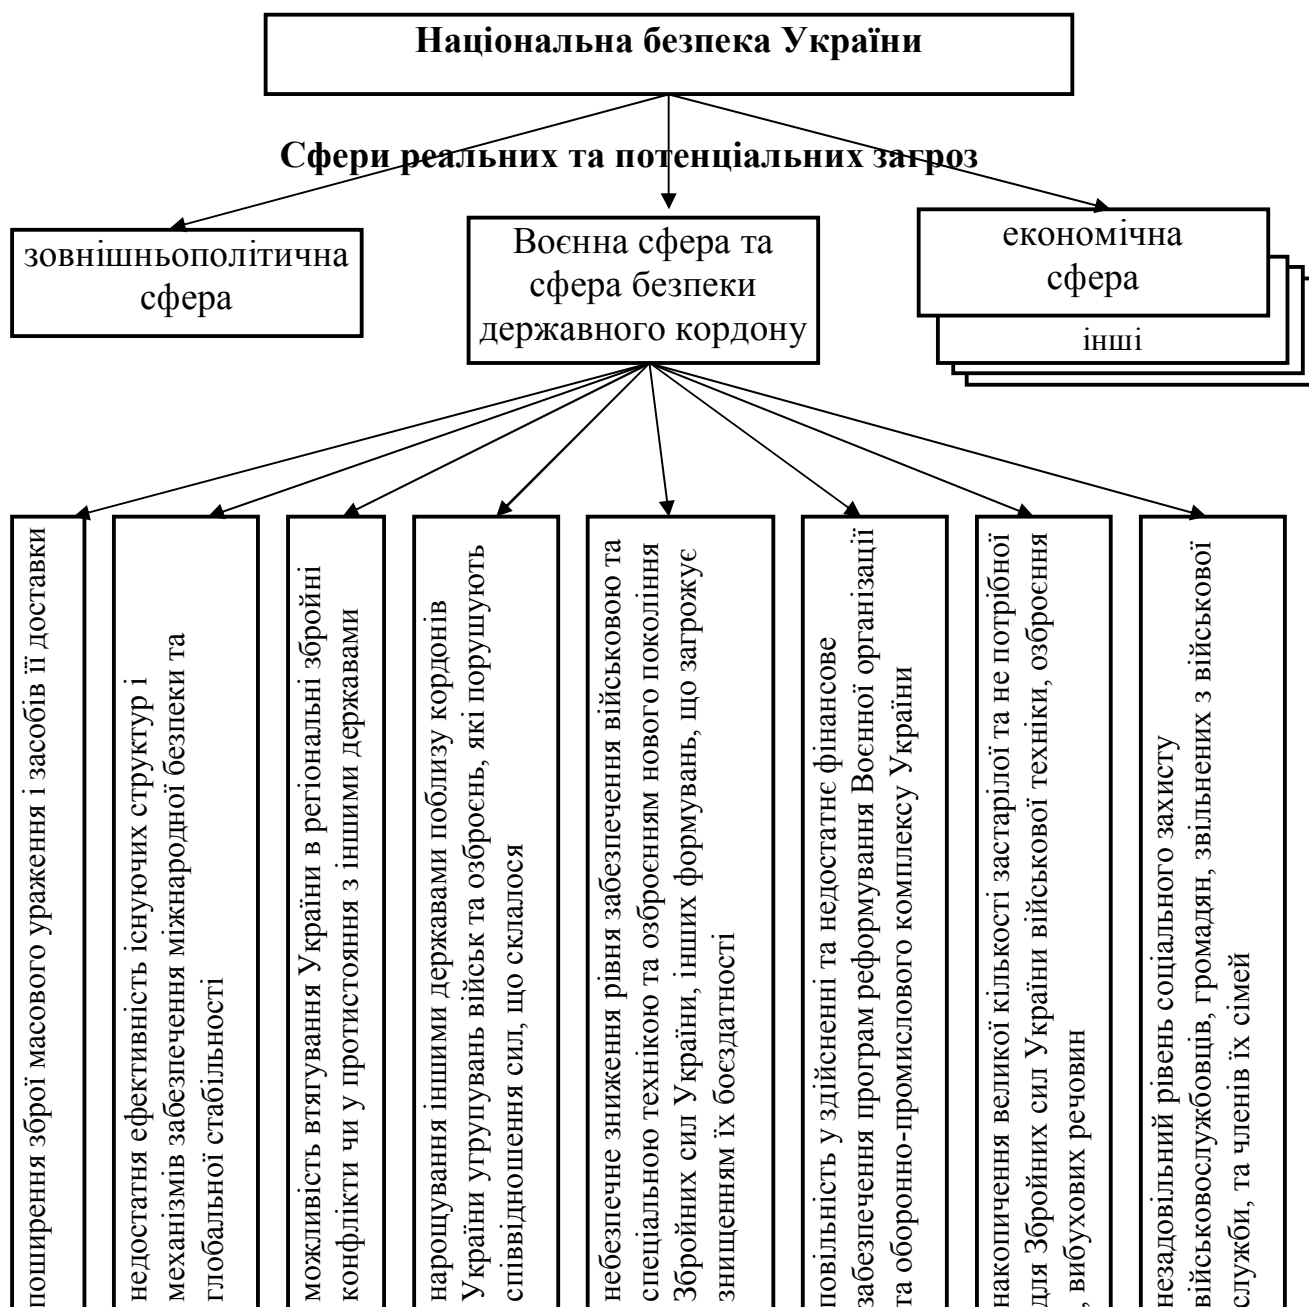 Національна безпека України
Сфери реальних та потенціальних загроз
зовнішньополітична
сфера
Воєнна сфера та
сфера безпеки
державного кордону
економічна
сфера
інші
поширення зброї масового ураження і засобів її доставки
недостатня ефективність існуючих структур і
механізмів забезпечення міжнародної безпеки та
глобальної стабільності
можливість втягування України в регіональні збройні
конфлікти чи у протистояння з іншими державами
нарощування іншими державами поблизу кордонів
України угрупувань військ та озброєнь, які порушують
співвідношення сил, що склалося
небезпечне зниження рівня забезпечення військовою та
спеціальною технікою та озброєнням нового покоління
Збройних сил України, інших формувань, що загрожує
знищенням їх боєздатності
повільність у здійсненні та недостатнє фінансове
забезпечення програм реформування Воєнної організації
та оборонно-промислового комплексу України
накопичення великої кількості застарілої та не потрібної
для Збройних сил України військової техніки, озброєння
, вибухових речовин
незадовільний рівень соціального захисту
військовослужбовців, громадян, звільнених з військової
служби, та членів їх сімей